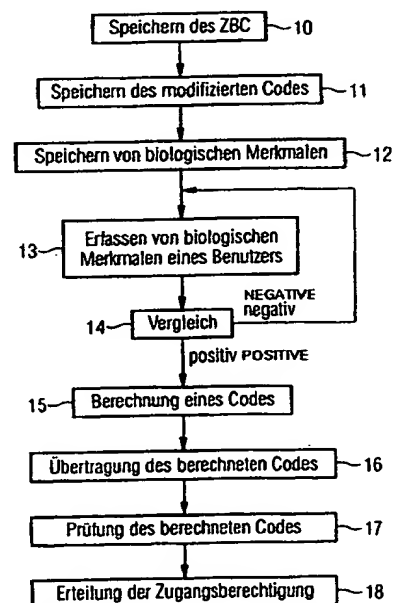 Speichern des ZBC 10
Speichern des modifizierten Codes 11
Speichern von biologischen Merkmalen 12
Erfassen von biologischen
13 Merkmalen eines Benutzers
NEGATIVE
14 Vergleich negativ
positiv POSITIVE
15 Berechnung eines Codes
Übertragung des berechneten Codes 16
Prüfung des berechneten Codes 17
Erteilung der Zugangsberechtigung 18